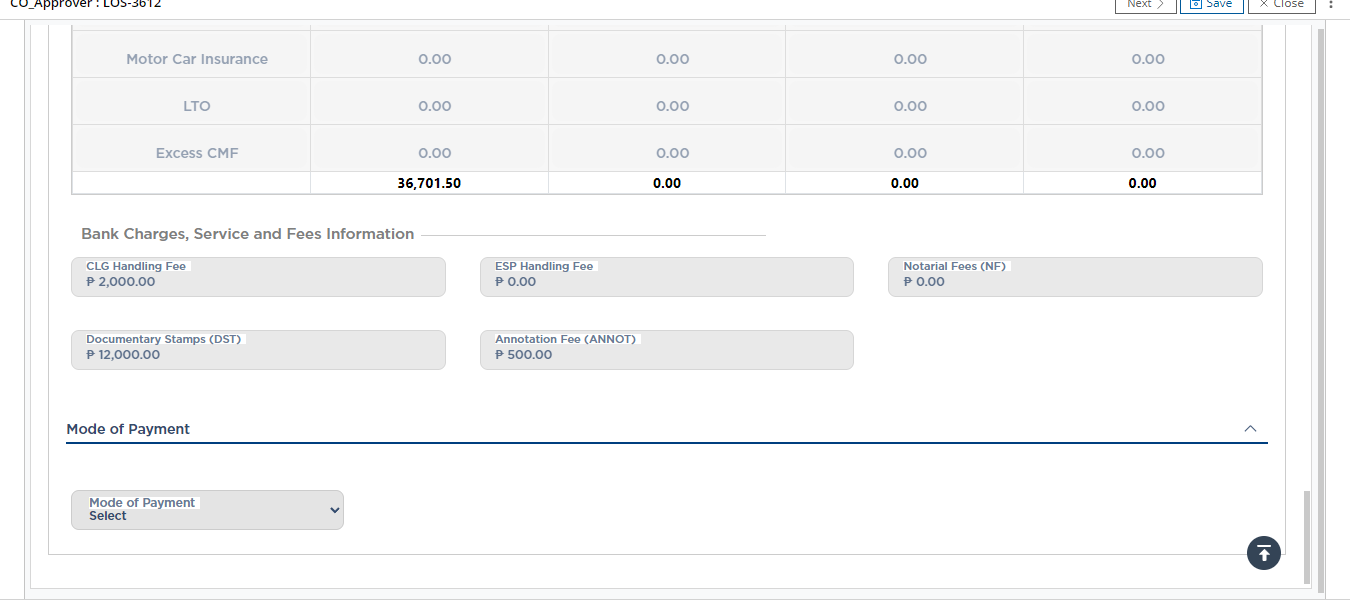 CO_Approver : LOS-3612
Next
Save
Close
Motor Car Insurance 0.00 0.00 0.00 0.00
LTO 0.00 0.00 0.00 0.00
Excess CMF 0.00 0.00 0.00 0.00
36,701.50 0.00 0.00 0.00
Bank Charges, Service and Fees Information
CLG Handling Fee
₱ 2,000.00
ESP Handling Fee
₱ 0.00
Notarial Fees (NF)
₱ 0.00
Documentary Stamps (DST)
₱ 12,000.00
Annotation Fee (ANNOT)
₱ 500.00
Mode of Payment
Mode of Payment
Select